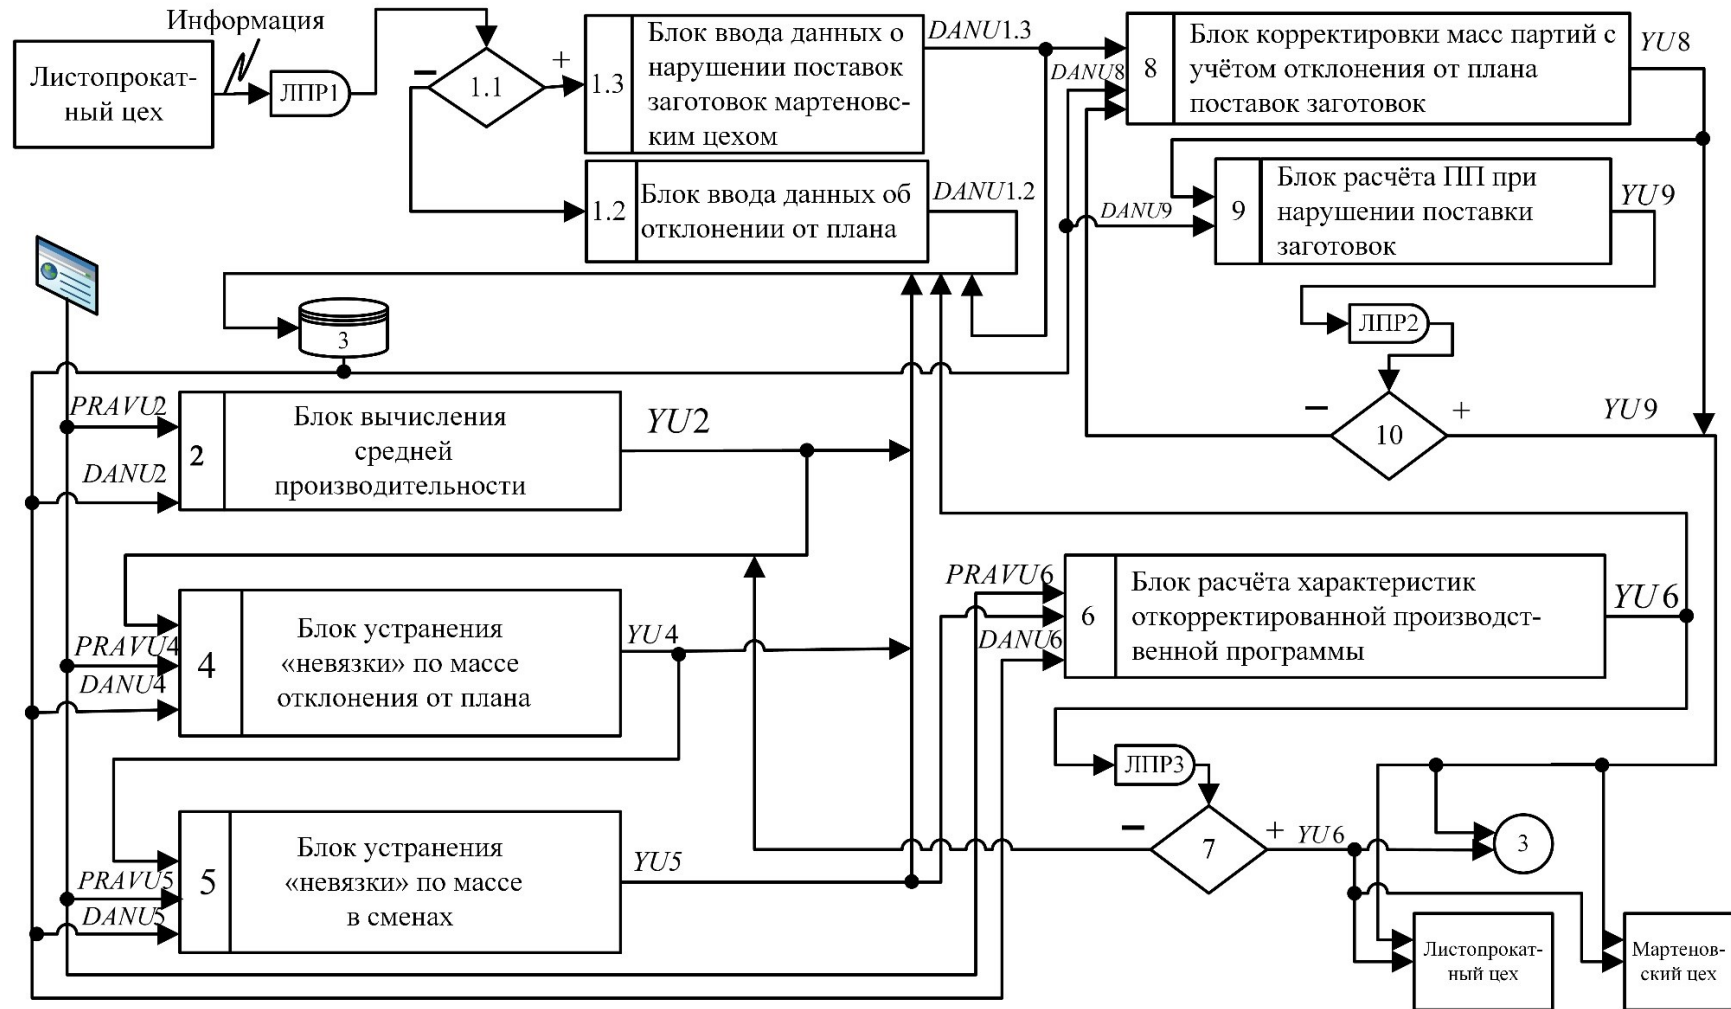 Информация
Листопрокат-
ный цех
ЛПР1
−
1.1
+
1.3
Блок ввода данных о
нарушении поставок
заготовок мартеновс-
ким цехом
DANU1.3
DANU8
8
Блок корректировки масс партий с
учётом отклонения от плана
поставок заготовок
YU8
1.2
Блок ввода данных об
отклонении от плана
DANU1.2
DANU9
9
Блок расчёта ПП при
нарушении поставки
заготовок
YU9
3
ЛПР2
−
10
+
YU9
PRAVU2
DANU2
2
Блок вычисления
средней
производительности
YU2
PRAVU4
DANU4
4
Блок устранения
«невязки» по массе
отклонения от плана
YU4
PRAVU6
DANU6
6
Блок расчёта характеристик
откорректированной производст-
венной программы
YU6
PRAVU5
DANU5
5
Блок устранения
«невязки» по массе
в сменах
YU5
ЛПР3
−
7
+
YU6
3
Листопрокат-
ный цех
Мартенов-
ский цех